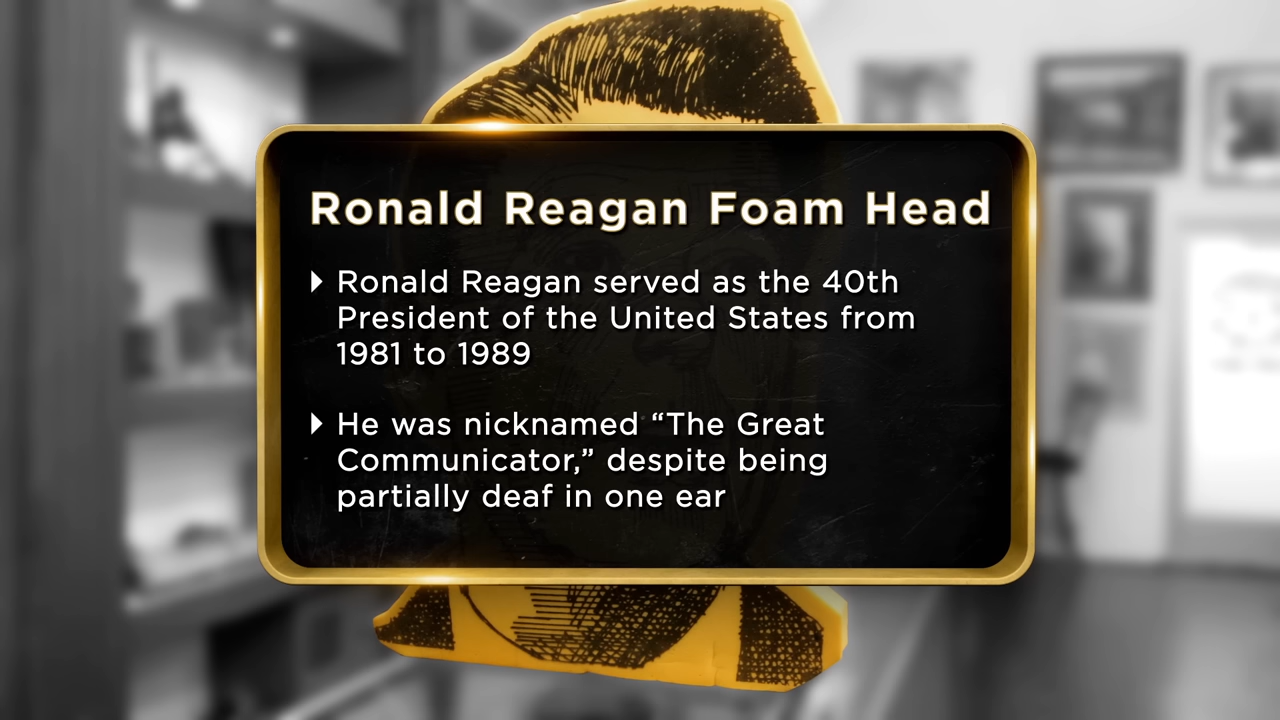 Ronald Reagan Foam Head
Ronald Reagan served as the 40th
President of the United States from
1981 to 1989
He was nicknamed “The Great
Communicator,” despite being
partially deaf in one ear